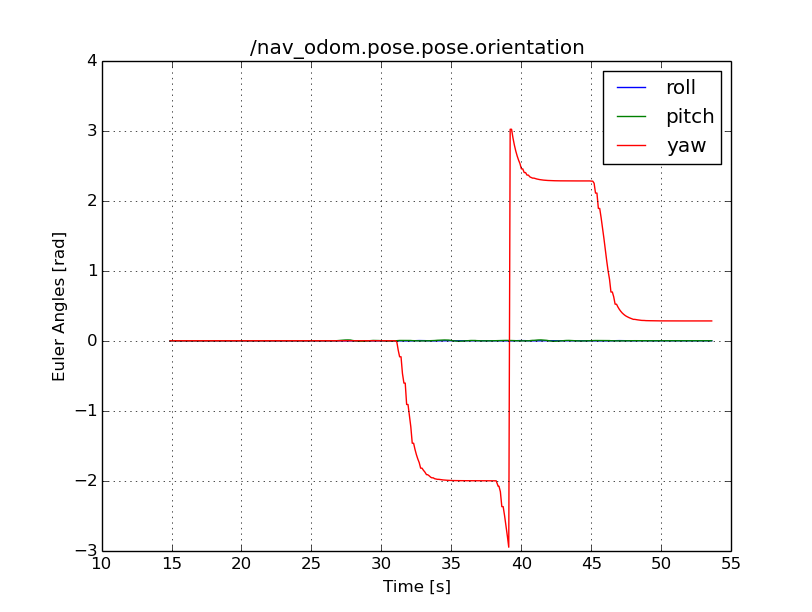 /nav_odom.pose.pose.orientation
4
3
2
1
0
−1
−2
−3
Euler Angles [rad]
roll
pitch
yaw
10 15 20 25 30 35 40 45 50 55
Time [s]